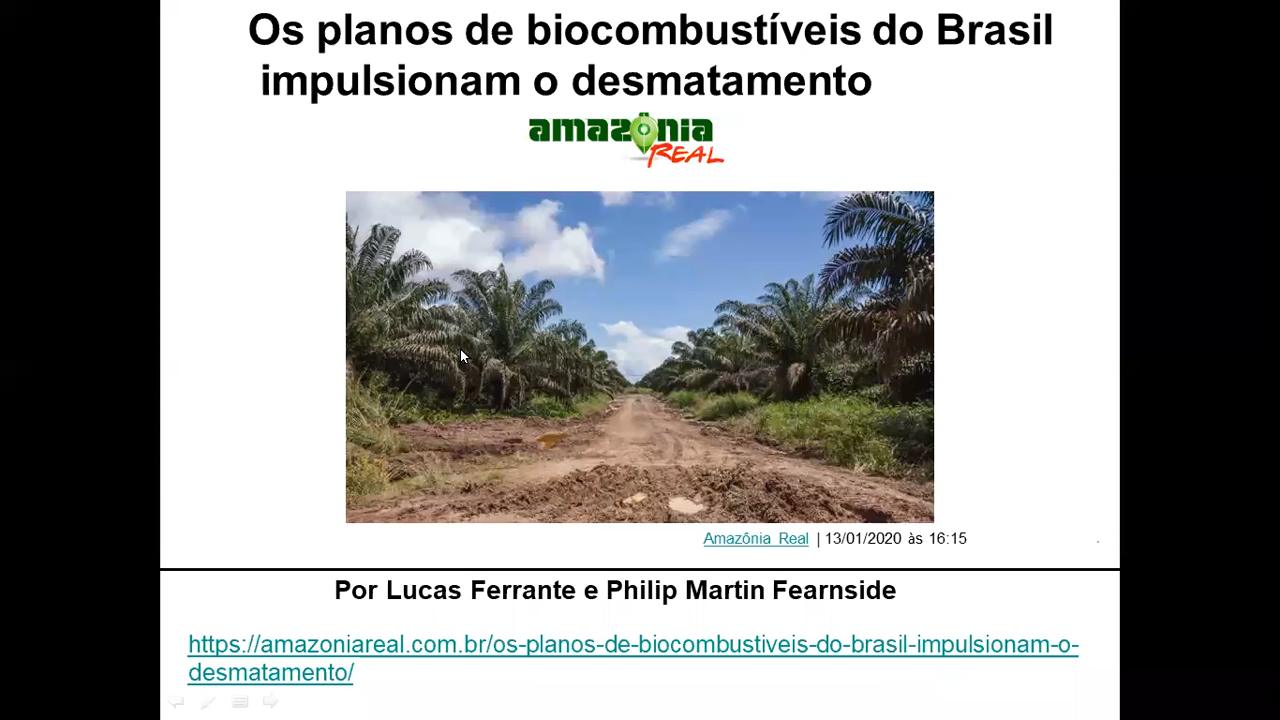 Os planos de biocombustíveis do Brasil
impulsionam o desmatamento
amazônia
REAL
Amazônia Real | 13/01/2020 às 16:15
Por Lucas Ferrante e Philip Martin Fearnside
https://amazoniareal.com.br/os-planos-de-biocombustiveis-do-brasil-impulsionam-o-
desmatamento/